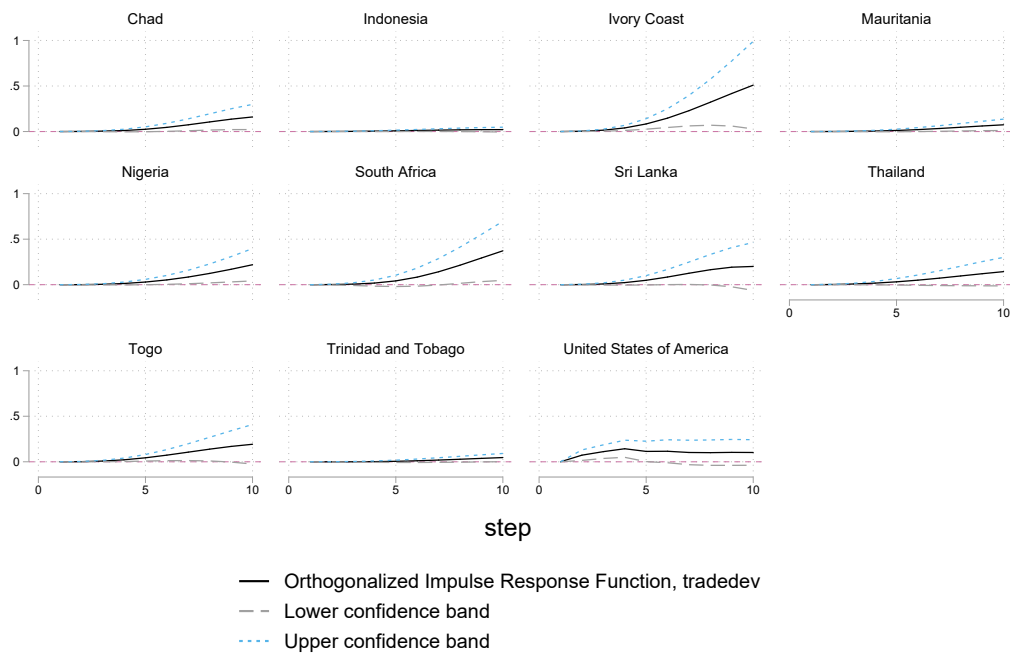 Chad Indonesia Ivory Coast Mauritania
1
.5
0
Nigeria South Africa Sri Lanka Thailand
1
.5
0
0 5 10
Togo Trinidad and Tobago United States of America
1
.5
0
0 5 10 0 5 10 0 5 10
step
Orthogonalized Impulse Response Function, tradedev
Lower confidence band
Upper confidence band